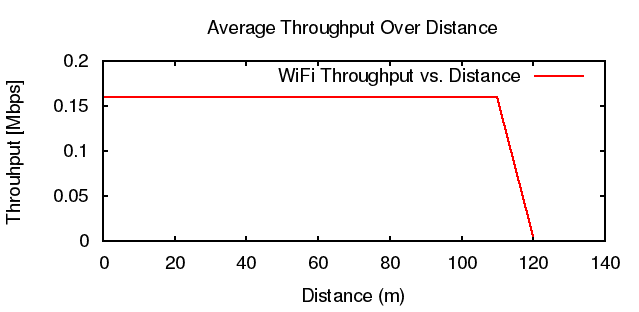 Average Throughput Over Distance
WiFi Throughput vs. Distance
Throuhput [Mbps]
0.2
0.15
0.1
0.05
0
0 20 40 60 80 100 120 140
Distance (m)